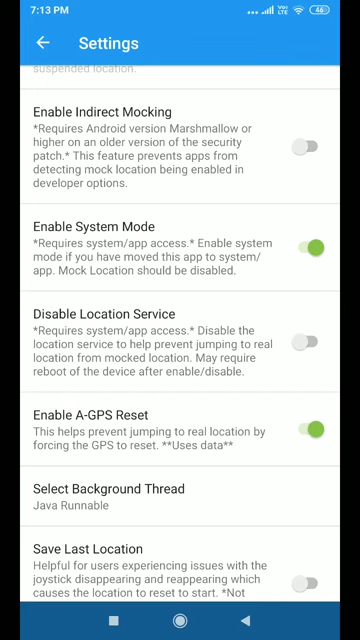 7:13 PM
Vo) LTE 46
Settings
suspended location.
Enable Indirect Mocking
*Requires Android version Marshmallow or
higher on an older version of the security
patch.* This feature prevents apps from
detecting mock location being enabled in
developer options.
Enable System Mode
*Requires system/app access.* Enable system
mode if you have moved this app to system/
app. Mock Location should be disabled.
Disable Location Service
*Requires system/app access.* Disable the
location service to help prevent jumping to real
location from mocked location. May require
reboot of the device after enable/disable.
Enable A-GPS Reset
This helps prevent jumping to real location by
forcing the GPS to reset. **Uses data**
Select Background Thread
Java Runnable
Save Last Location
Helpful for users experiencing issues with the
joystick disappearing and reappearing which
causes the location to reset to start. *Not